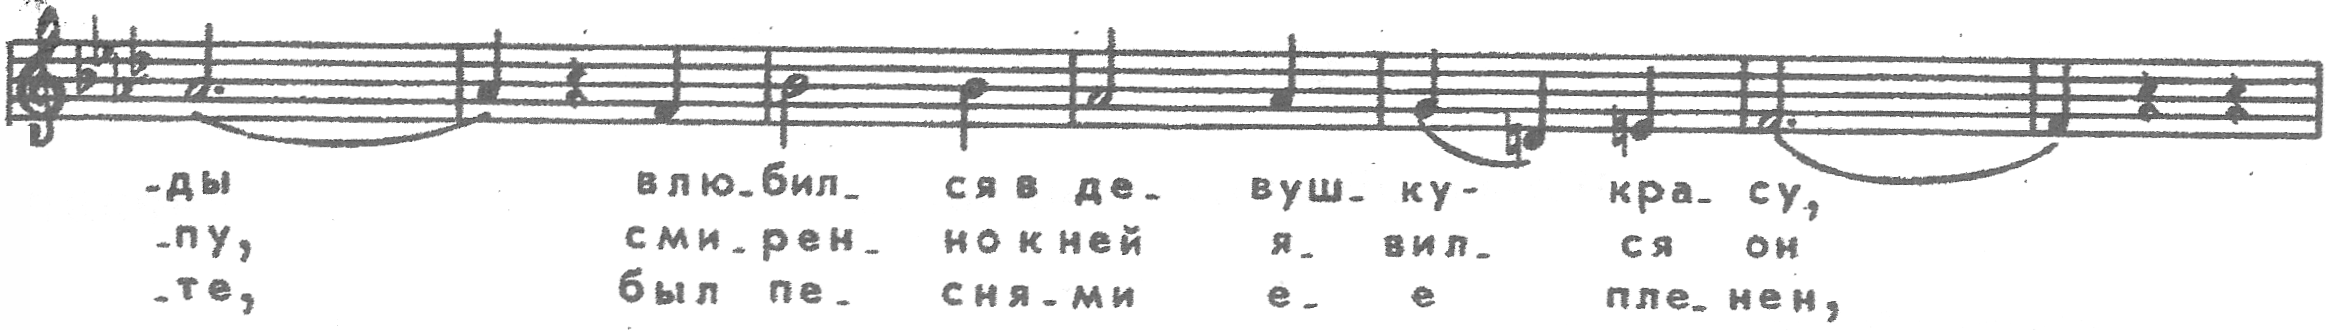 -ды влю-бил- ся в де- вуш- ку- кра- су,
-пу, сми-рен- но к ней я- вил- ся он
-те, был пе- сня-ми е- е пле- нен,